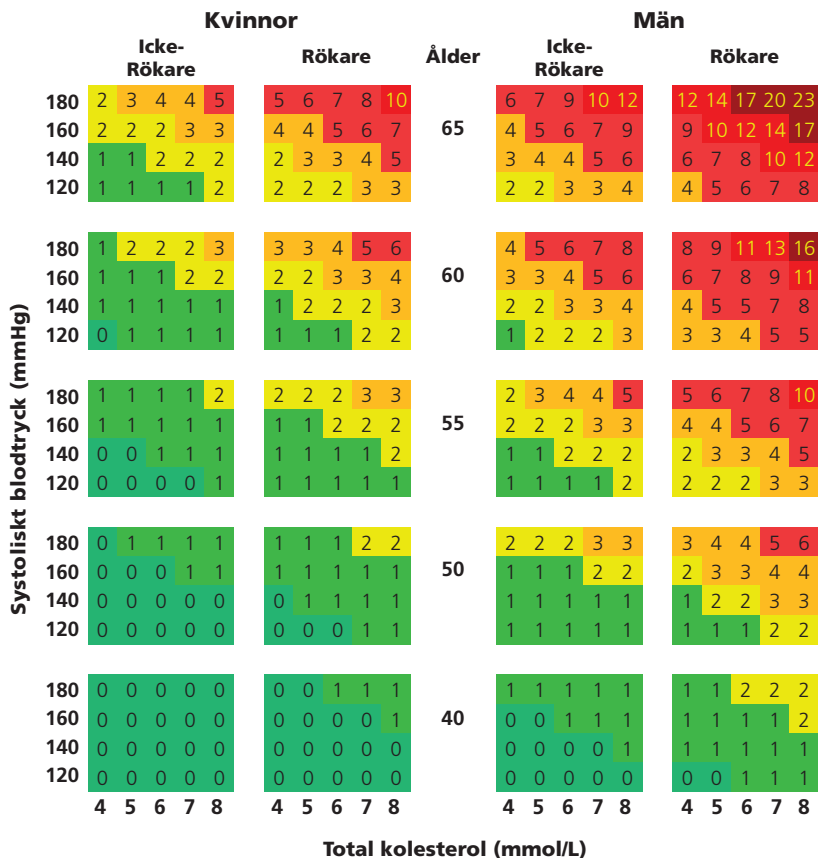 Kvinnor Män
Icke-Rökare Rökare Ålder Icke-Rökare Rökare
180 2 3 4 4 5 5 6 7 8 10 6 7 9 10 12 12 14 17 20 23
160 2 2 2 3 3 4 4 5 6 7 65 4 5 6 7 9 9 10 12 14 17
140 1 1 2 2 2 2 3 3 4 5 3 4 4 5 6 6 7 8 10 12
120 1 1 1 1 2 2 2 2 3 3 2 2 3 3 4 4 5 6 7 8
180 1 2 2 2 3 3 3 4 5 6 4 5 6 7 8 8 9 11 13 16
160 1 1 1 2 2 2 2 3 3 4 60 3 3 4 5 6 6 7 8 9 11
140 1 1 1 1 1 1 2 2 2 3 2 2 3 3 4 4 5 5 7 8
120 0 1 1 1 1 1 1 1 2 2 1 2 2 2 3 3 3 4 5 5
180 1 1 1 1 2 2 2 2 3 3 2 3 4 4 5 5 6 7 8 10
160 1 1 1 1 1 1 1 2 2 2 55 2 2 2 3 3 4 4 5 6 7
140 0 0 1 1 1 1 1 1 1 2 1 1 2 2 2 2 3 3 4 5
120 0 0 0 0 1 1 1 1 1 1 1 1 1 1 2 2 2 2 3 3
180 0 1 1 1 1 1 1 1 2 2 2 2 2 3 3 3 4 4 5 6
160 0 0 0 1 1 1 1 1 1 1 50 1 1 1 2 2 2 3 3 4 4
140 0 0 0 0 0 0 1 1 1 1 1 1 1 1 1 1 2 2 3 3
120 0 0 0 0 0 0 0 0 1 1 1 1 1 1 1 1 1 1 2 2
180 0 0 0 0 0 0 0 1 1 1 1 1 1 1 1 1 1 2 2 2
160 0 0 0 0 0 0 0 0 0 1 40 0 0 1 1 1 1 1 1 1 2
140 0 0 0 0 0 0 0 0 0 0 0 0 0 0 1 1 1 1 1 1
120 0 0 0 0 0 0 0 0 0 0 0 0 0 0 0 0 0 1 1 1
4 5 6 7 8 4 5 6 7 8 4 5 6 7 8 4 5 6 7 8
Total kolesterol (mmol/L)
Systoliskt blodtryck (mmHg)